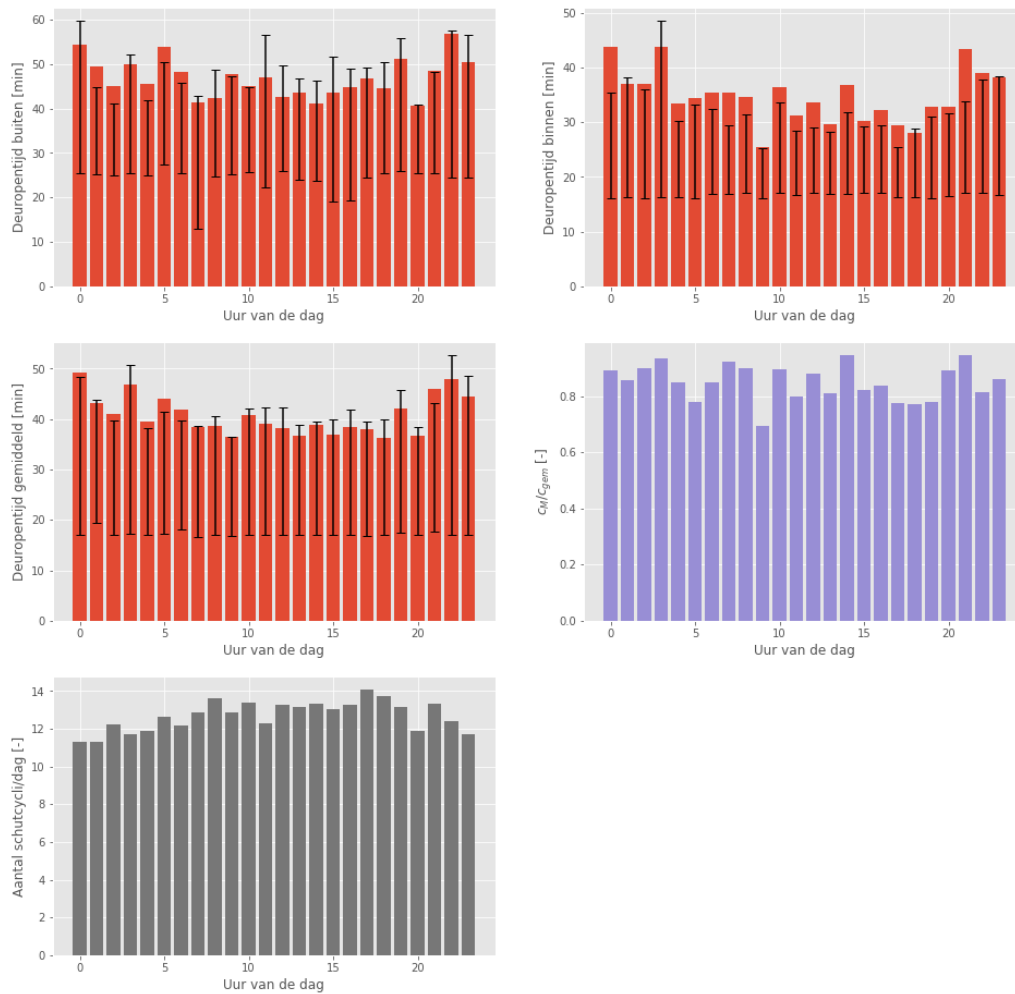 Deuropentijd buiten [min]
60
50
40
30
20
10
0
0 5 10 15 20
Uur van de dag
Deuropentijd binnen [min]
50
40
30
20
10
0
0 5 10 15 20
Uur van de dag
Deuropentijd gemiddeld [min]
50
40
30
20
10
0
0 5 10 15 20
Uur van de dag
c_M/c_gem [-]
0.8
0.6
0.4
0.2
0.0
0 5 10 15 20
Uur van de dag
Aantal schutcycli/dag [-]
14
12
10
8
6
4
2
0
0 5 10 15 20
Uur van de dag